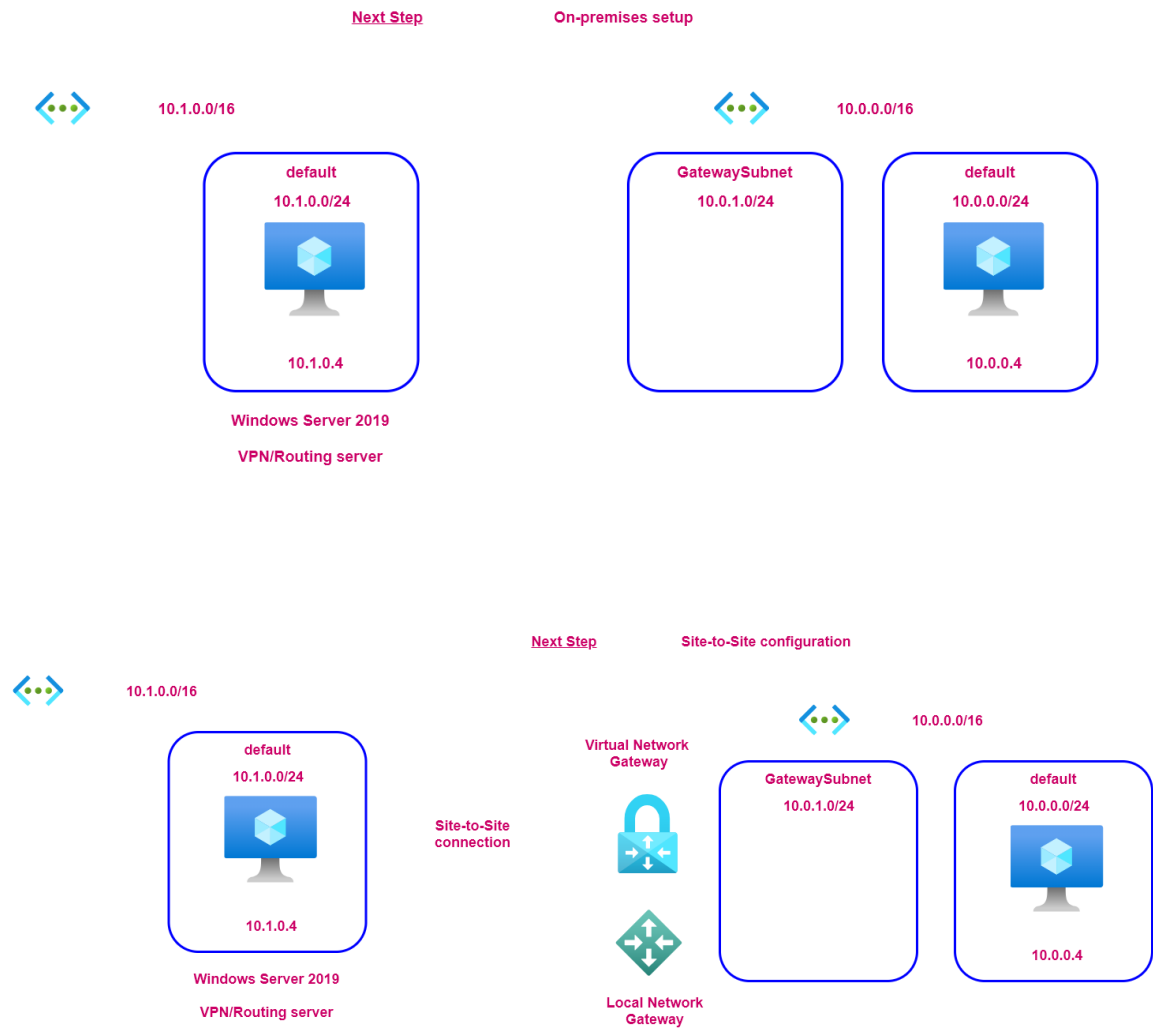 Next Step
On-premises setup
10.1.0.0/16
10.0.0.0/16
default
10.1.0.0/24
10.1.0.4
Windows Server 2019
VPN/Routing server
GatewaySubnet
10.0.1.0/24
default
10.0.0.0/24
10.0.0.4
Next Step
Site-to-Site configuration
10.1.0.0/16
default
10.1.0.0/24
10.1.0.4
Windows Server 2019
VPN/Routing server
Site-to-Site
connection
Virtual Network
Gateway
Local Network
Gateway
10.0.0.0/16
GatewaySubnet
10.0.1.0/24
default
10.0.0.0/24
10.0.0.4